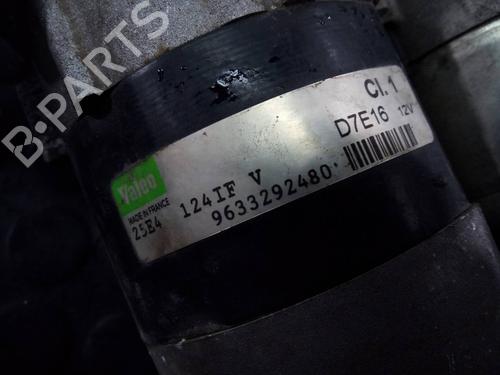 B-PARTS
Valeo
MADE IN FRANCE
25E4
124IF V
9633292480
Cl. 1
D7E16 12V